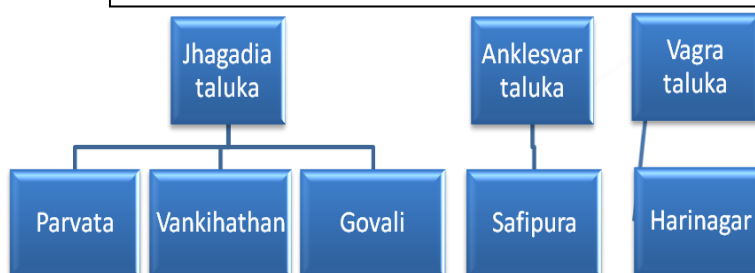 Jhagadia
taluka
Anklesvar
taluka
Vagra
taluka
Parvata
Vankihathan
Govali
Safipura
Harinagar